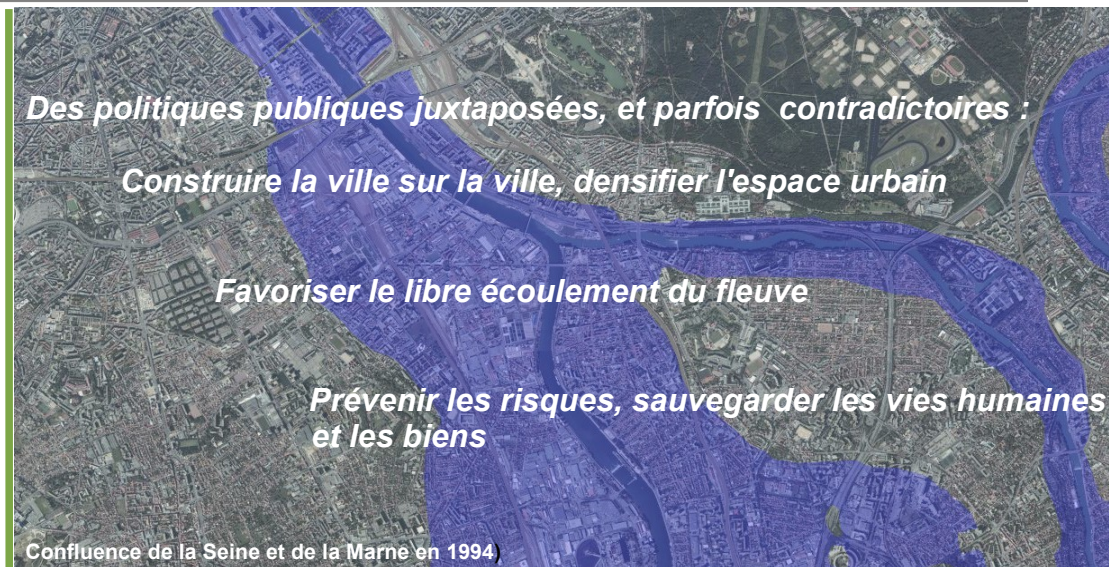 Des politiques publiques juxtaposées, et parfois contradictoires :
Construire la ville sur la ville, densifier l'espace urbain
Favoriser le libre écoulement du fleuve
Prévenir les risques, sauvegarder les vies humaines
et les biens
Confluence de la Seine et de la Marne en 1994)